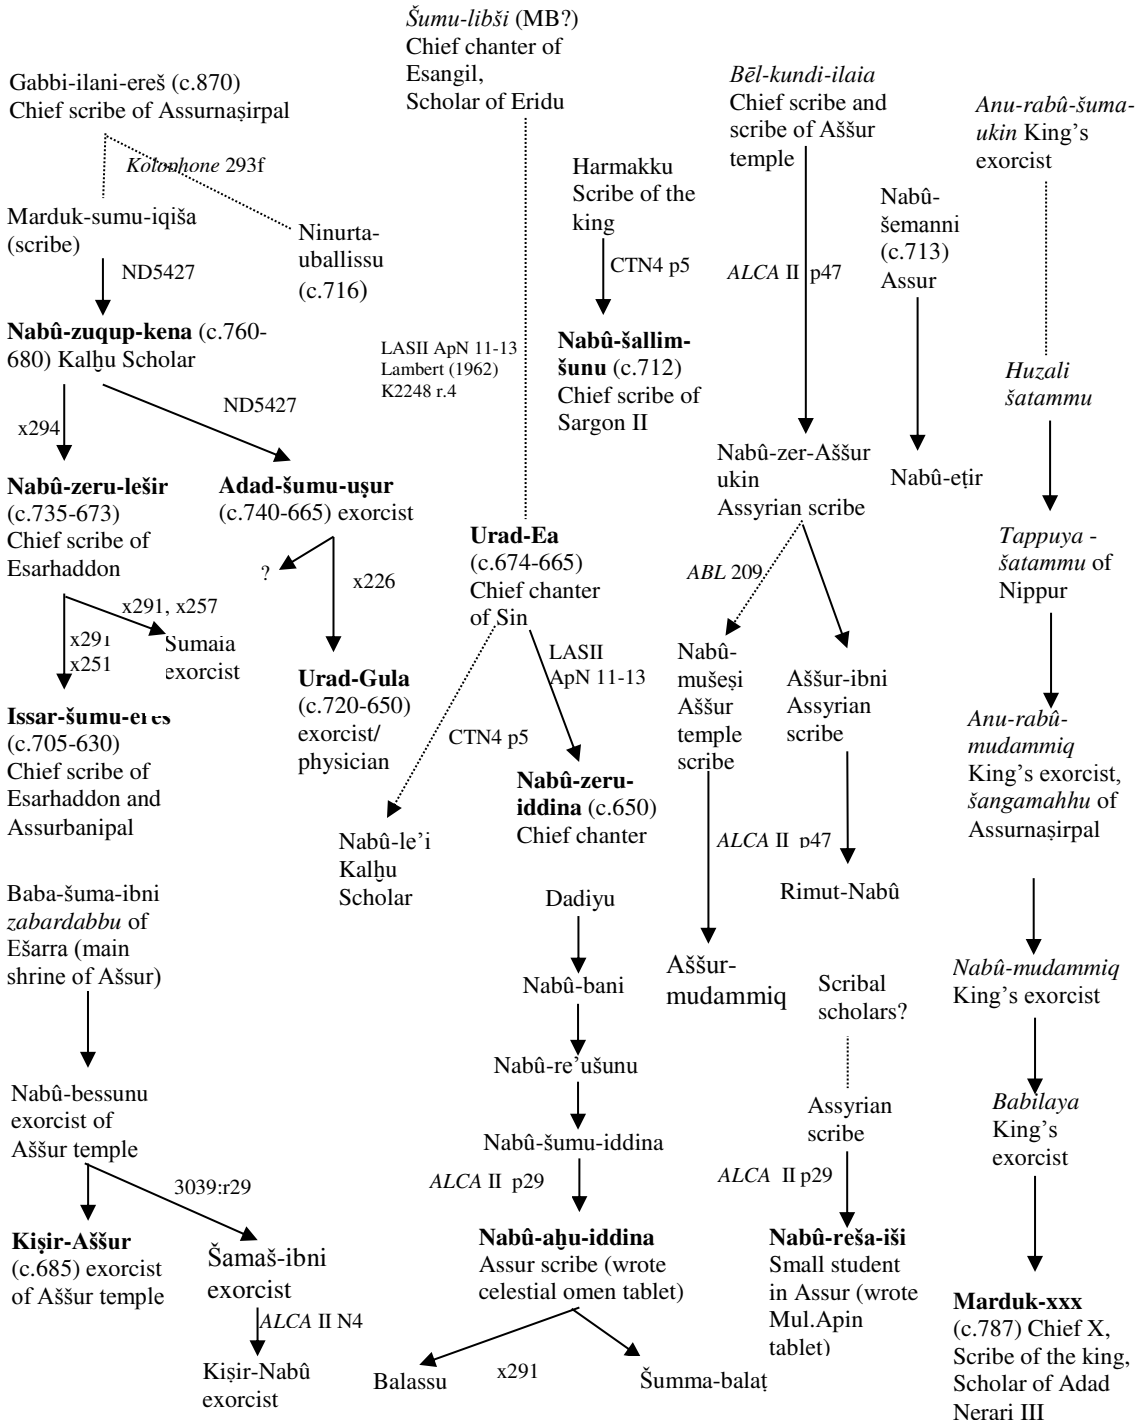 Šumu-libši (MB?)
Chief chanter of
Esangil,
Scholar of Eridu
Gabbi-ilani-ereš (c.870)
Chief scribe of Assurnaṣirpal
Kolophone 293f
Marduk-sumu-iqiša
(scribe)
Ninurta-
uballissu
(c.716)
ND5427
Nabû-zuqup-kena (c.760-
680) Kalḫu Scholar
x294
ND5427
Nabû-zeru-lešir
(c.735-673)
Chief scribe of
Esarhaddon
Adad-šumu-uṣur
(c.740-665) exorcist
?
x226
x291, x257
x291
x251
Sumaia
exorcist
Issar-šumu-ereš
(c.705-630)
Chief scribe of
Esarhaddon and
Assurbanipal
Urad-Gula
(c.720-650)
exorcist/
physician
LASII ApN 11-13
Lambert (1962)
K2248 r.4
Urad-Ea
(c.674-665)
Chief chanter
of Sin
LASII
ApN 11-13
CTN4 p5
Nabû-le’i
Kalḫu
Scholar
Nabû-zeru-
iddina (c.650)
Chief chanter
Harmakku
Scribe of the
king
CTN4 p5
Nabû-šallim-
šunu (c.712)
Chief scribe of
Sargon II
Bēl-kundi-ilaia
Chief scribe and
scribe of Aššur
temple
ALCA II p47
Nabû-zer-Aššur
ukin
Assyrian scribe
ABL 209
Nabû-
mušeṣi
Aššur
temple
scribe
Aššur-ibni
Assyrian
scribe
ALCA II p47
Aššur-
mudammiq
Rimut-Nabû
Nabû-
šemanni
(c.713)
Assur
Nabû-eṭir
Anu-rabû-šuma-
ukin King’s
exorcist
Huzali
šatammu
Tappuya -
šatammu of
Nippur
Anu-rabû-
mudammiq
King’s exorcist,
šangamahhu of
Assurnaṣirpal
Nabû-mudammiq
King’s exorcist
Babilaya
King’s
exorcist
Marduk-xxx
(c.787) Chief X,
Scribe of the king,
Scholar of Adad
Nerari III
Baba-šuma-ibni
zabardabbu of
Ešarra (main
shrine of Ašsur)
Nabû-bessunu
exorcist of
Aššur temple
3039:r29
Kiṣir-Aššur
(c.685) exorcist
of Aššur temple
Šamaš-ibni
exorcist
ALCA II N4
Kiṣir-Nabû
exorcist
Dadiyu
Nabû-bani
Nabû-re’ušunu
Nabû-šumu-iddina
ALCA II p29
Nabû-aḫu-iddina
Assur scribe (wrote
celestial omen tablet)
x291
Balassu
Šumma-balaṭ
Scribal
scholars?
Assyrian
scribe
ALCA II p29
Nabû-reša-iši
Small student
in Assur (wrote
Mul.Apin
tablet)